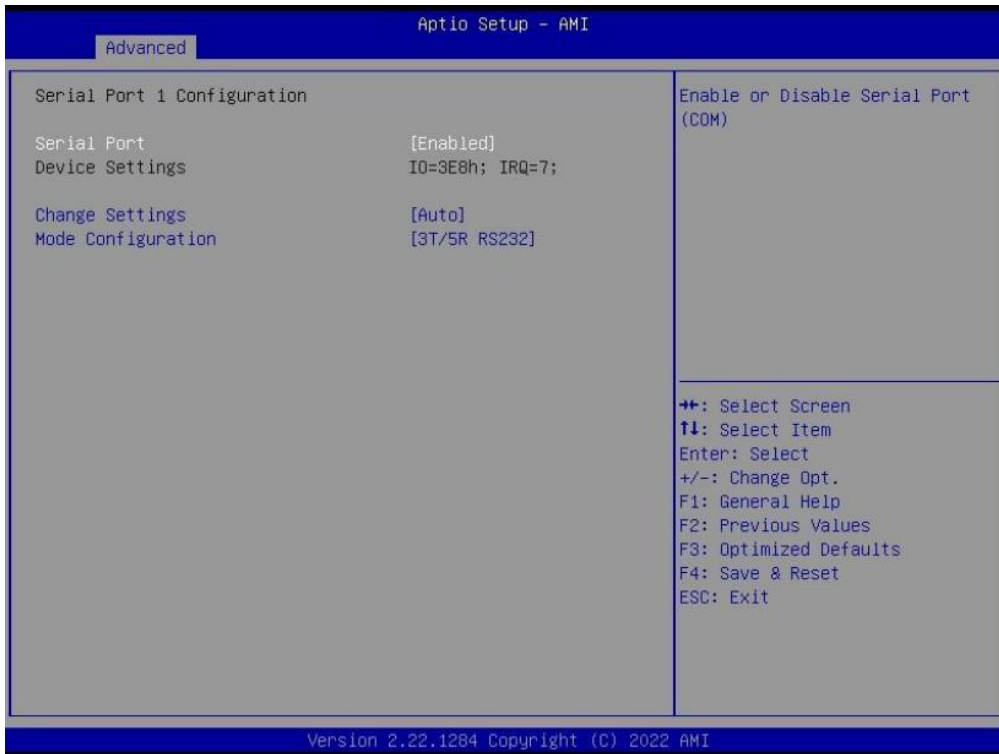 Aptio Setup - AMI
Advanced
Serial Port 1 Configuration
Serial Port [Enabled]
Device Settings IO=3E8h; IRQ=7;
Change Settings [Auto]
Mode Configuration [3T/5R RS232]
Enable or Disable Serial Port
(COM)
→←: Select Screen
↑↓: Select Item
Enter: Select
+/-: Change Opt.
F1: General Help
F2: Previous Values
F3: Optimized Defaults
F4: Save & Reset
ESC: Exit
Version 2.22.1284 Copyright (C) 2022 AMI